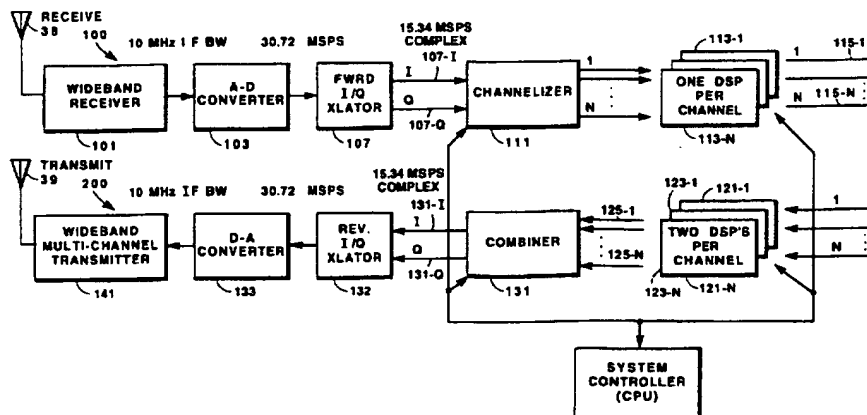 RECEIVE
38
100
10 MHz I F BW
30.72 MSPS
15.34 MSPS
COMPLEX
107-I
I
Q
107-Q
WIDEBAND
RECEIVER
101
A-D
CONVERTER
103
FWRD
I/Q
XLATOR
107
CHANNELIZER
111
1
N
113-1
ONE DSP
PER
CHANNEL
113-N
1
115-1
N
115-N
TRANSMIT
39
200
10 MHz IF BW
30.72 MSPS
15.34 MSPS
COMPLEX
131-I
I
Q
131-Q
WIDEBAND
MULTI-CHANNEL
TRANSMITTER
141
D-A
CONVERTER
133
REV.
I/Q
XLATOR
132
COMBINER
131
125-1
125-N
123-1
121-1
TWO DSP'S
PER
CHANNEL
123-N
121-N
1
N
SYSTEM
CONTROLLER
(CPU)